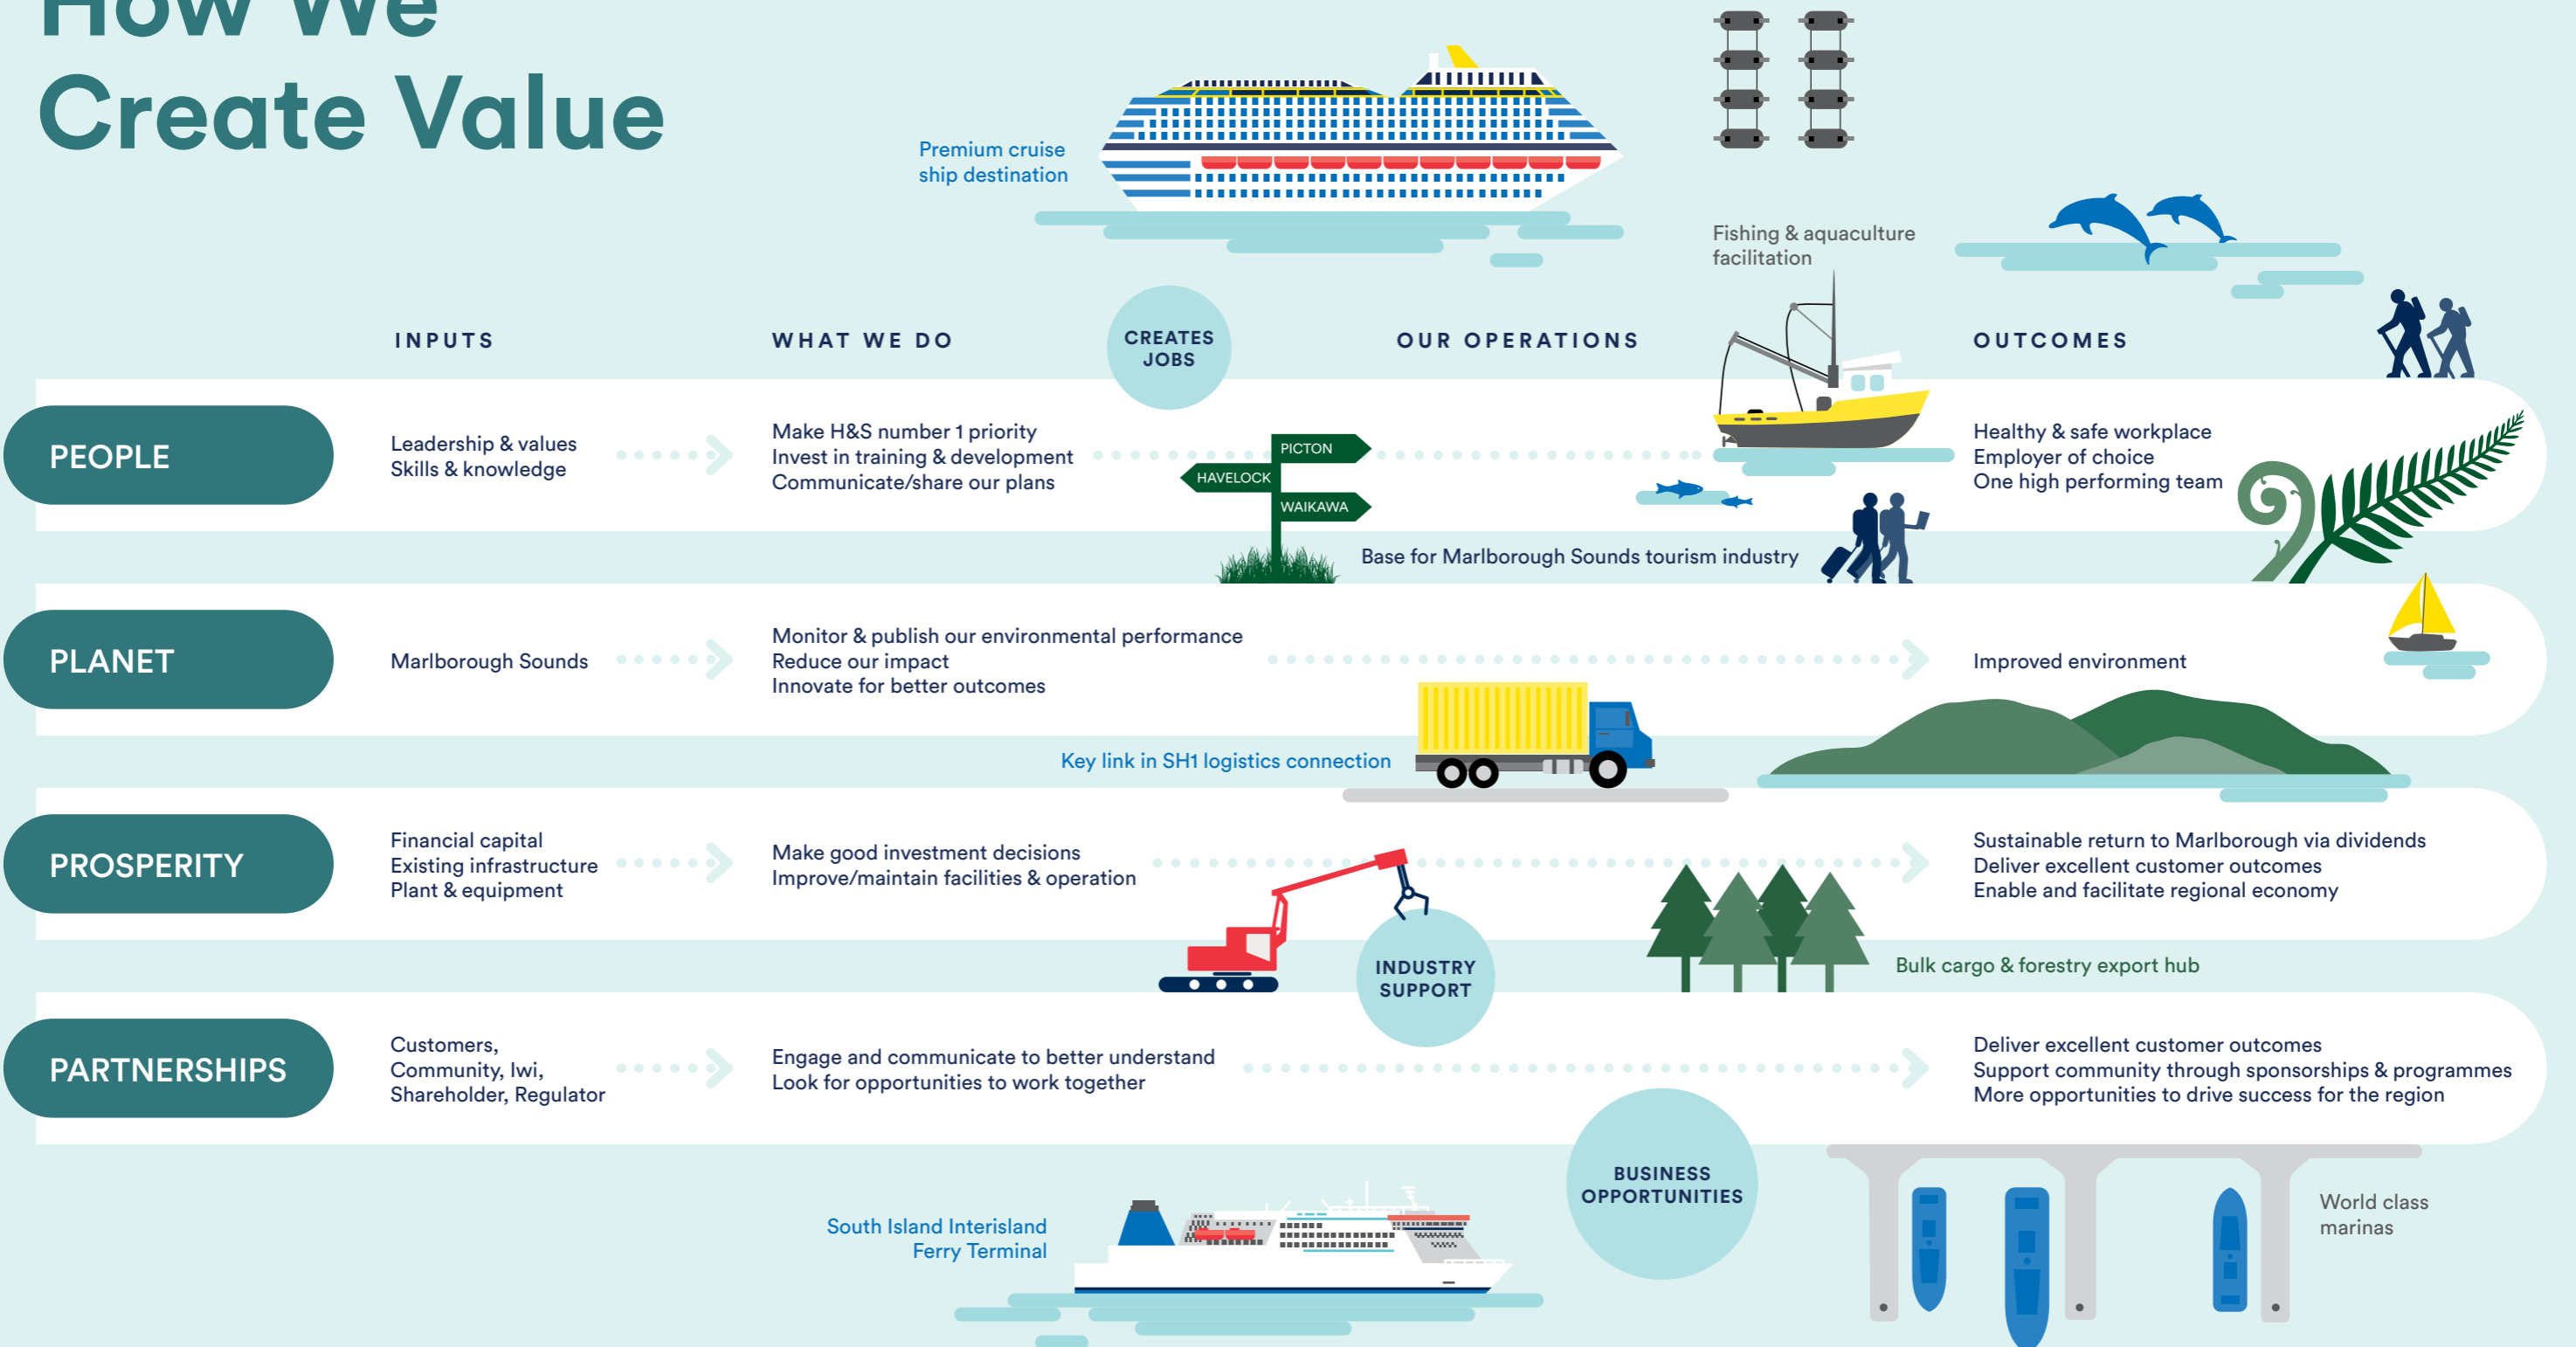 How We
Create Value
Premium cruise
ship destination
Fishing & aquaculture
facilitation
INPUTS
WHAT WE DO
CREATES
JOBS
OUR OPERATIONS
OUTCOMES
PEOPLE
Leadership & values
Skills & knowledge
Make H&S number 1 priority
Invest in training & development
Communicate/share our plans
PICTON
HAVELOCK
WAIKAWA
Healthy & safe workplace
Employer of choice
One high performing team
Base for Marlborough Sounds tourism industry
PLANET
Marlborough Sounds
Monitor & publish our environmental performance
Reduce our impact
Innovate for better outcomes
Improved environment
Key link in SH1 logistics connection
PROSPERITY
Financial capital
Existing infrastructure
Plant & equipment
Make good investment decisions
Improve/maintain facilities & operation
Sustainable return to Marlborough via dividends
Deliver excellent customer outcomes
Enable and facilitate regional economy
INDUSTRY
SUPPORT
Bulk cargo & forestry export hub
PARTNERSHIPS
Customers,
Community, Iwi,
Shareholder, Regulator
Engage and communicate to better understand
Look for opportunities to work together
Deliver excellent customer outcomes
Support community through sponsorships & programmes
More opportunities to drive success for the region
BUSINESS
OPPORTUNITIES
South Island Interisland
Ferry Terminal
World class
marinas